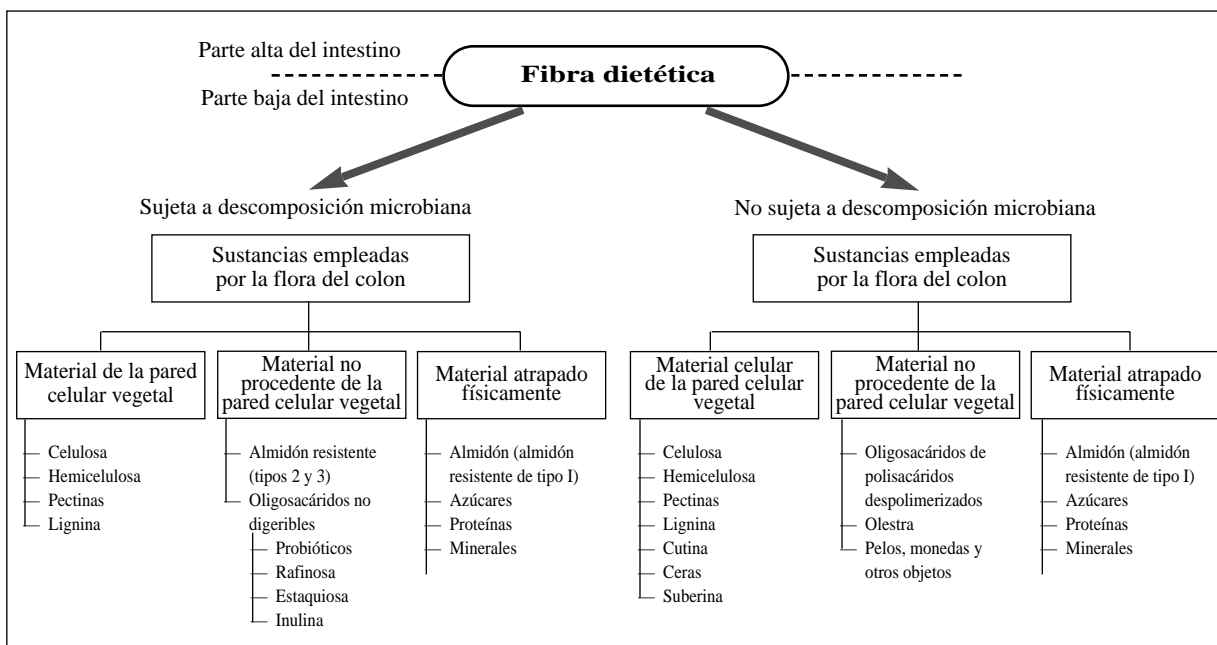 Parte alta del intestino
Fibra dietética
Parte baja del intestino
Sujeta a descomposición microbiana
Sustancias empleadas
por la flora del colon
Material de la pared
celular vegetal
Celulosa
Hemicelulosa
Pectinas
Lignina
Material no
procedente de la
pared celular vegetal
Almidón resistente
(tipos 2 y 3)
Oligosacáridos no
digeribles
Probióticos
Rafinosa
Estaquiosa
Inulina
Material atrapado
físicamente
Almidón (almidón
resistente de tipo I)
Azúcares
Proteínas
Minerales
No sujeta a descomposición microbiana
Sustancias empleadas
por la flora del colon
Material celular
de la pared celular
vegetal
Celulosa
Hemicelulosa
Pectinas
Lignina
Cutina
Ceras
Suberina
Material no
procedente de la
pared celular vegetal
Oligosacáridos de
polisacáridos
despolimerizados
Olestra
Pelos, monedas y
otros objetos
Material atrapado
físicamente
Almidón (almidón
resistente de tipo I)
Azúcares
Proteínas
Minerales